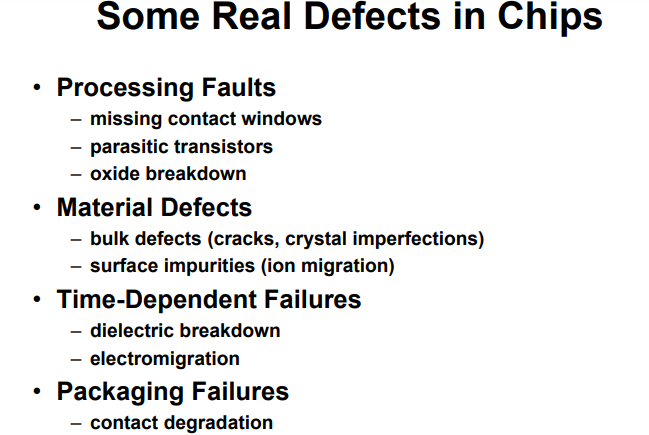 Some Real Defects in Chips
• Processing Faults
– missing contact windows
– parasitic transistors
– oxide breakdown
• Material Defects
– bulk defects (cracks, crystal imperfections)
– surface impurities (ion migration)
• Time-Dependent Failures
– dielectric breakdown
– electromigration
• Packaging Failures
– contact degradation